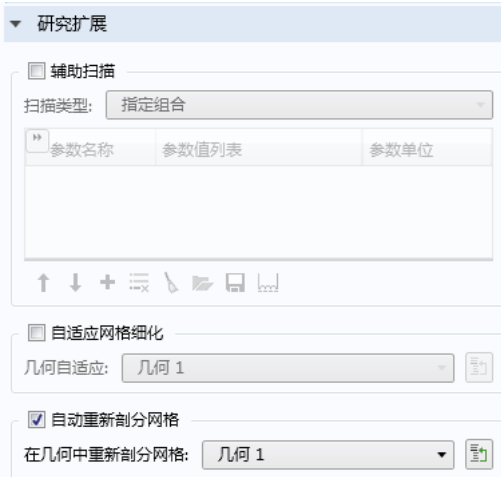 研究扩展
辅助扫描
扫描类型: 指定组合
参数名称 参数值列表 参数单位
自适应网格细化
几何自适应: 几何 1
自动重新剖分网格
在几何中重新剖分网格: 几何 1